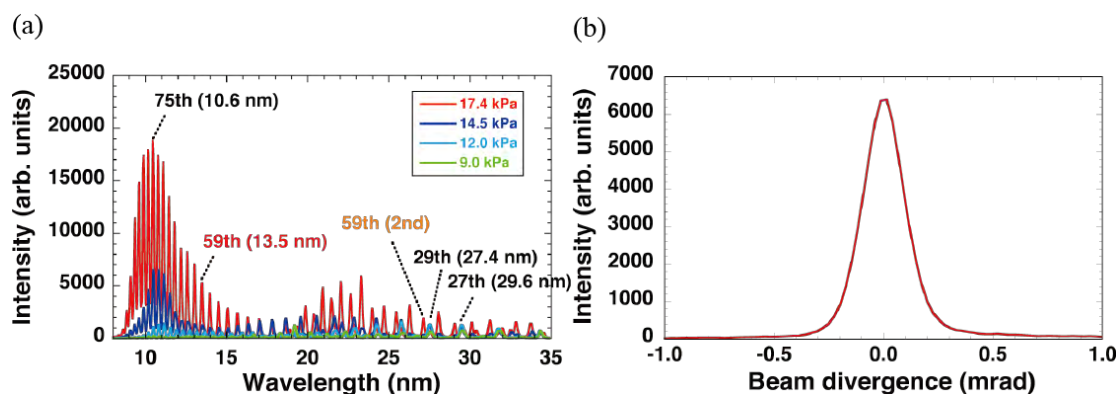 (a)
(b)
25000
20000
15000
10000
5000
0
Intensity (arb. units)
75th (10.6 nm)
17.4 kPa
14.5 kPa
12.0 kPa
9.0 kPa
59th (2nd)
59th (13.5 nm)
29th (27.4 nm)
27th (29.6 nm)
10 15 20 25 30 35
Wavelength (nm)
7000
6000
5000
4000
3000
2000
1000
0
Intensity (arb. units)
-1.0 -0.5 0.0 0.5 1.0
Beam divergence (mrad)